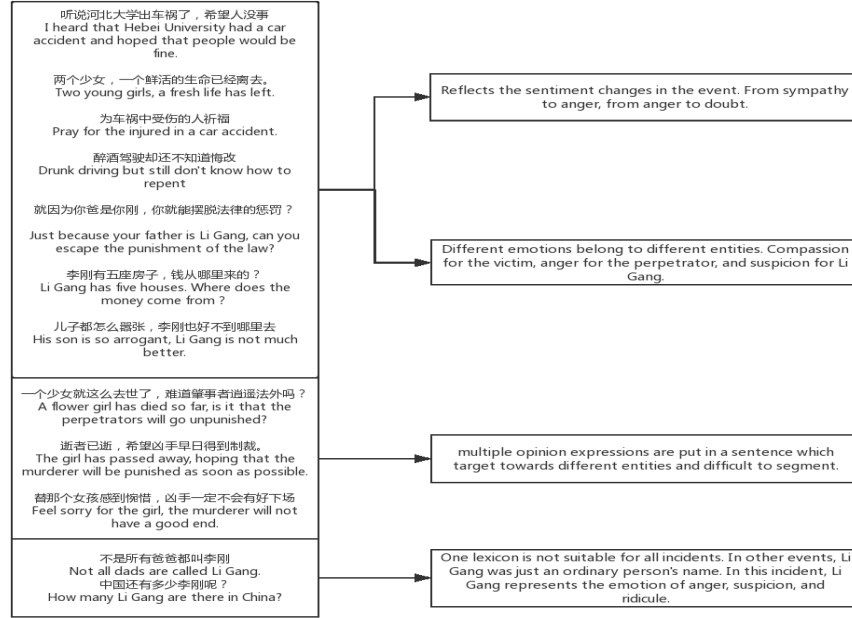 听说河北大学出车祸了，希望人没事
I heard that Hebei University had a car
accident and hoped that people would be
fine.
两个少女，一个鲜活的生命已经离去。
Two young girls, a fresh life has left.
为车祸中受伤的人祈福
Pray for the injured in a car accident.
醉酒驾驶却还不知道悔改
Drunk driving but still don't know how to
repent
就因为你爸是你刚，你就能摆脱法律的惩罚？
Just because your father is Li Gang, can you
escape the punishment of the law?
李刚有五座房子，钱从哪里来的？
Li Gang has five houses. Where does the
money come from？
儿子都怎么嚣张，李刚也好不到哪里去
His son is so arrogant, Li Gang is not much
better.
一个少女就这么去世了，难道肇事者逍遥法外吗？
A flower girl has died so far, is it that the
perpetrators will go unpunished?
逝者已逝，希望凶手早日得到制裁。
The girl has passed away, hoping that the
murderer will be punished as soon as possible.
替那个女孩感到惋惜，凶手一定不会有好下场
Feel sorry for the girl, the murderer will not
have a good end.
不是所有爸爸都叫李刚
Not all dads are called Li Gang.
中国还有多少李刚呢？
How many Li Gang are there in China?
Reflects the sentiment changes in the event. From sympathy
to anger, from anger to doubt.
Different emotions belong to different entities. Compassion
for the victim, anger for the perpetrator, and suspicion for Li
Gang.
multiple opinion expressions are put in a sentence which
target towards different entities and difficult to segment.
One lexicon is not suitable for all incidents. In other events, Li
Gang was just an ordinary person's name. In this incident, Li
Gang represents the emotion of anger, suspicion, and
ridicule.